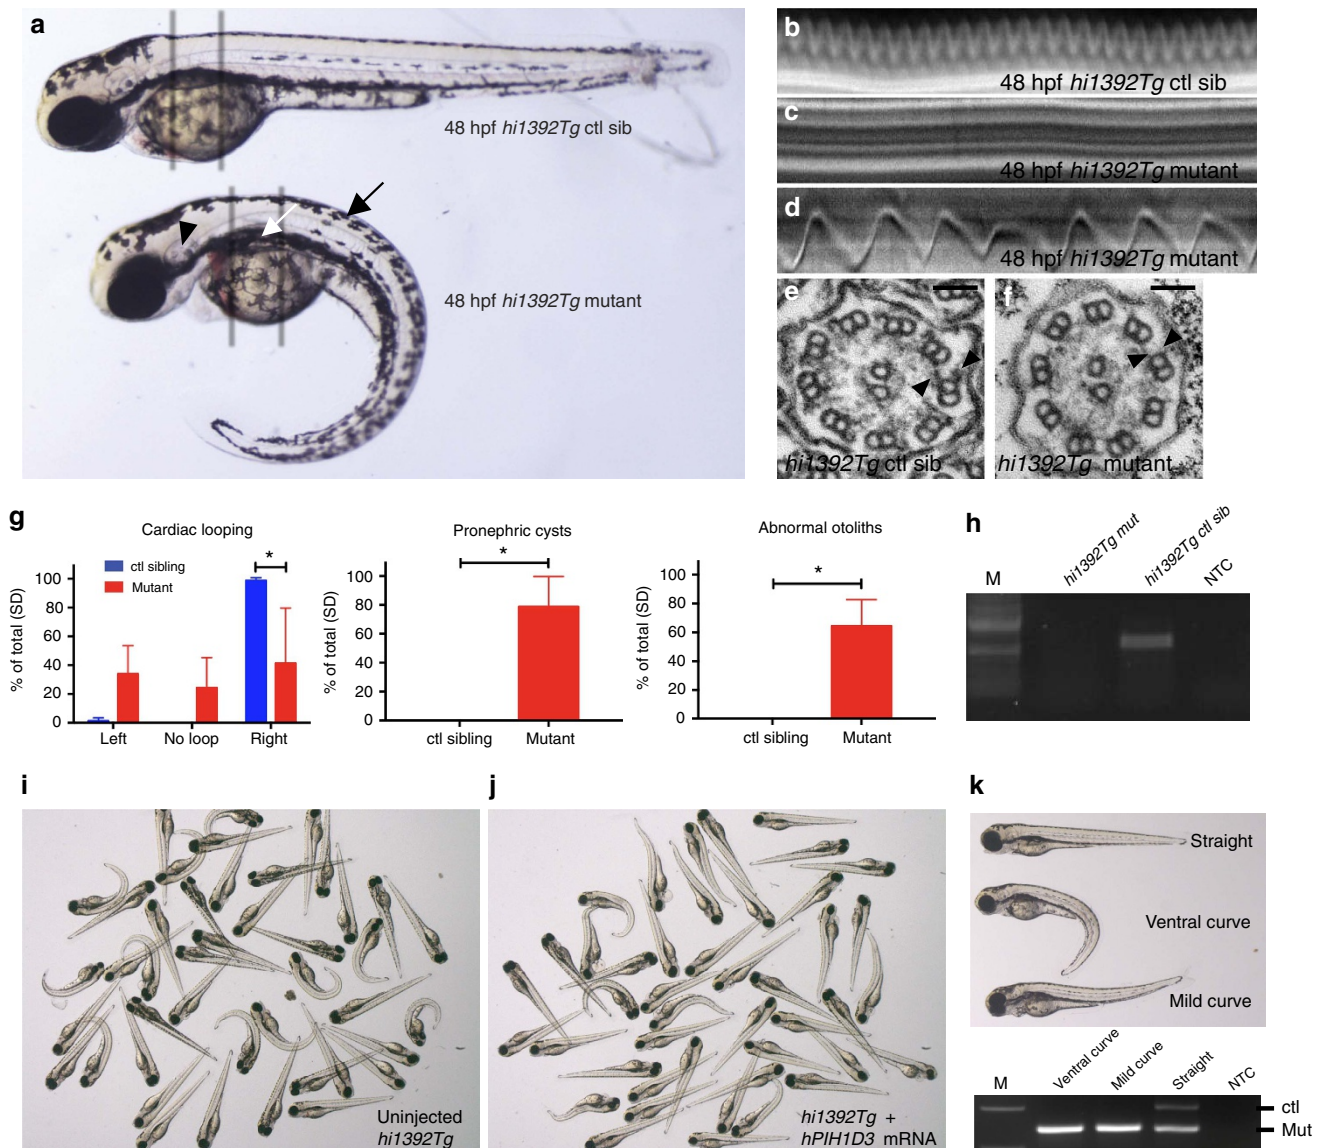 a
48 hpf hi1392Tg ctl sib
48 hpf hi1392Tg mutant
b
48 hpf hi1392Tg ctl sib
c
48 hpf hi1392Tg mutant
d
48 hpf hi1392Tg mutant
e
hi1392Tg ctl sib
f
hi1392Tg mutant
g
Cardiac looping
ctl sibling
Mutant
*
% of total (SD)
100
80
60
40
20
0
Left
No loop
Right
Pronephric cysts
*
% of total (SD)
100
80
60
40
20
0
ctl sibling
Mutant
Abnormal otoliths
*
% of total (SD)
100
80
60
40
20
0
ctl sibling
Mutant
h
M
hi1392Tg mut
hi1392Tg ctl sib
NTC
i
Uninjected
hi1392Tg
j
hi1392Tg +
hPIH1D3 mRNA
k
Straight
Ventral curve
Mild curve
M
Ventral curve
Mild curve
Straight
NTC
ctl
Mut